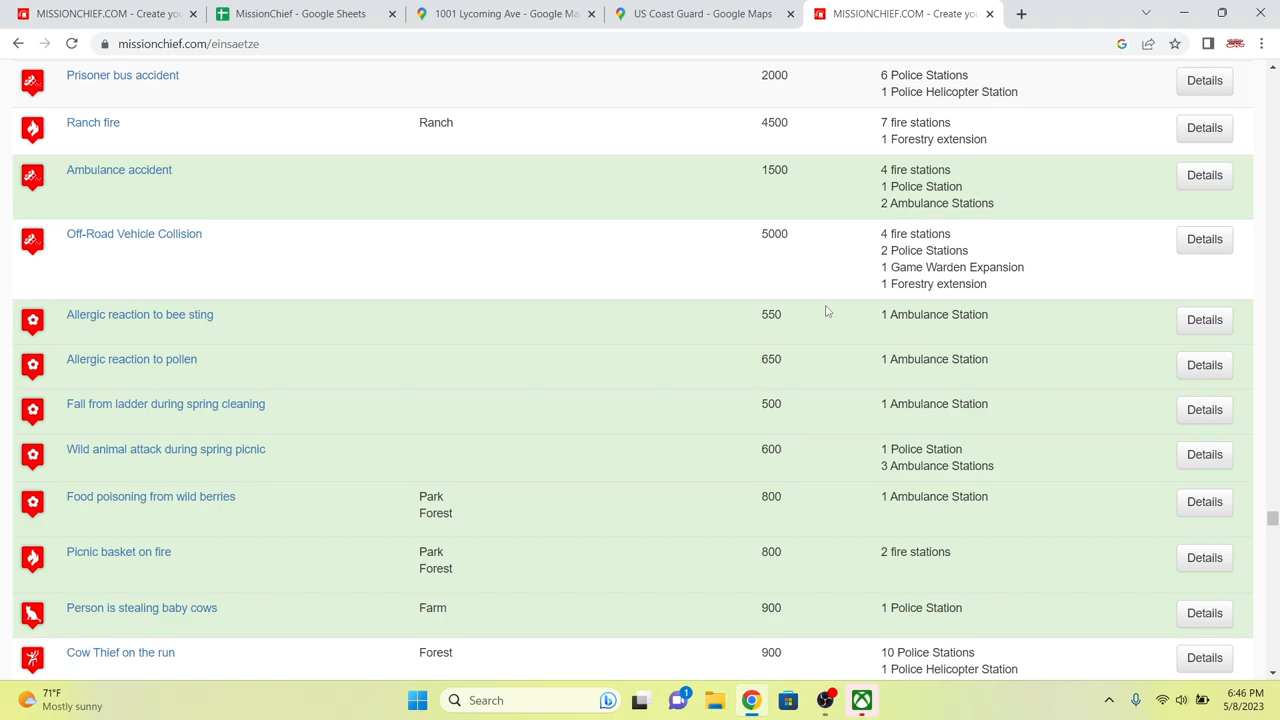 MISSIONCHIEF.COM - Create you
MissionChief - Google Sheets
1001 Lycoming Ave - Google Ma
US Coast Guard - Google Maps
MISSIONCHIEF.COM - Create you
missionchief.com/einsaetze
Prisoner bus accident 2000 6 Police Stations Details
1 Police Helicopter Station
Ranch fire Ranch 4500 7 fire stations Details
1 Forestry extension
Ambulance accident 1500 4 fire stations Details
1 Police Station
2 Ambulance Stations
Off-Road Vehicle Collision 5000 4 fire stations Details
2 Police Stations
1 Game Warden Expansion
1 Forestry extension
Allergic reaction to bee sting 550 1 Ambulance Station Details
Allergic reaction to pollen 650 1 Ambulance Station Details
Fall from ladder during spring cleaning 500 1 Ambulance Station Details
Wild animal attack during spring picnic 600 1 Police Station Details
3 Ambulance Stations
Food poisoning from wild berries Park 800 1 Ambulance Station Details
Forest
Picnic basket on fire Park 800 2 fire stations Details
Forest
Person is stealing baby cows Farm 900 1 Police Station Details
Cow Thief on the run Forest 900 10 Police Stations Details
1 Police Helicopter Station
71°F
Mostly sunny
Search
1
6:46 PM
5/8/2023